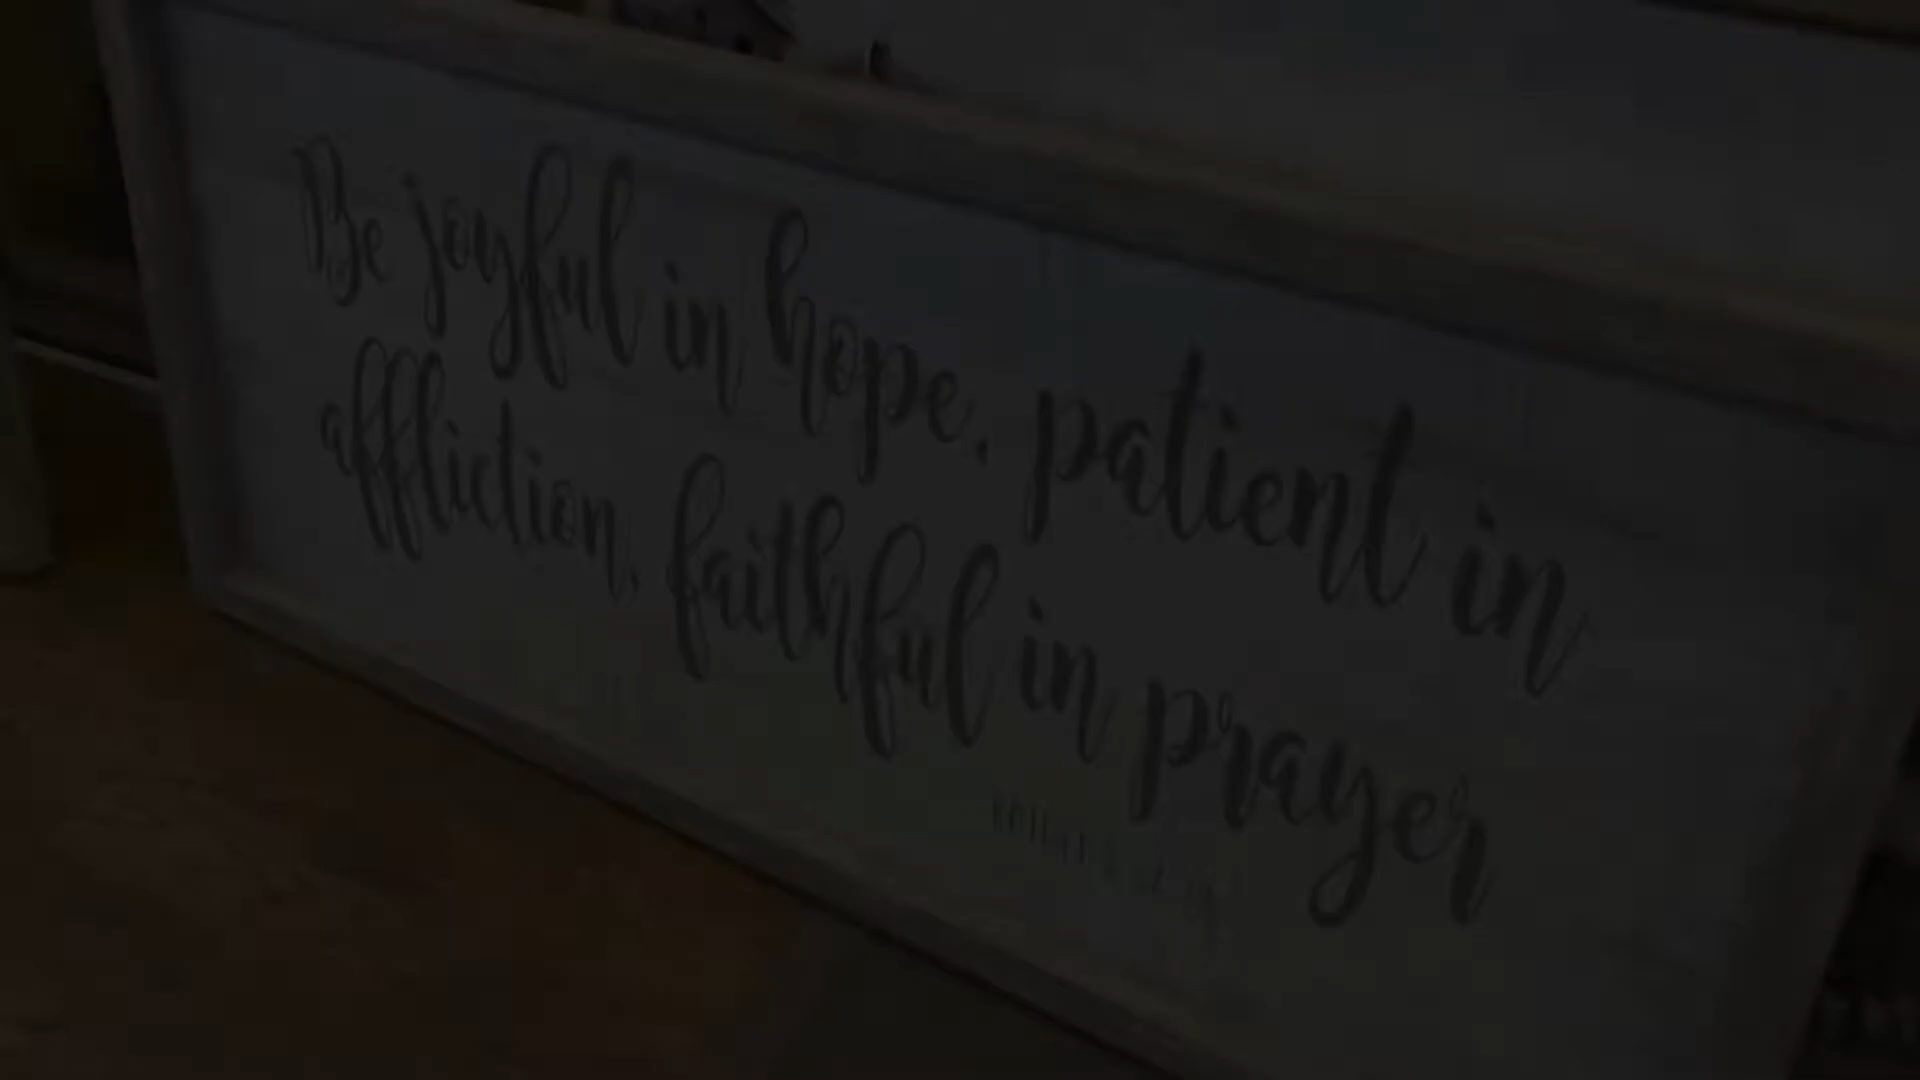 Be joyful in hope, patient in
affliction, faithful in prayer